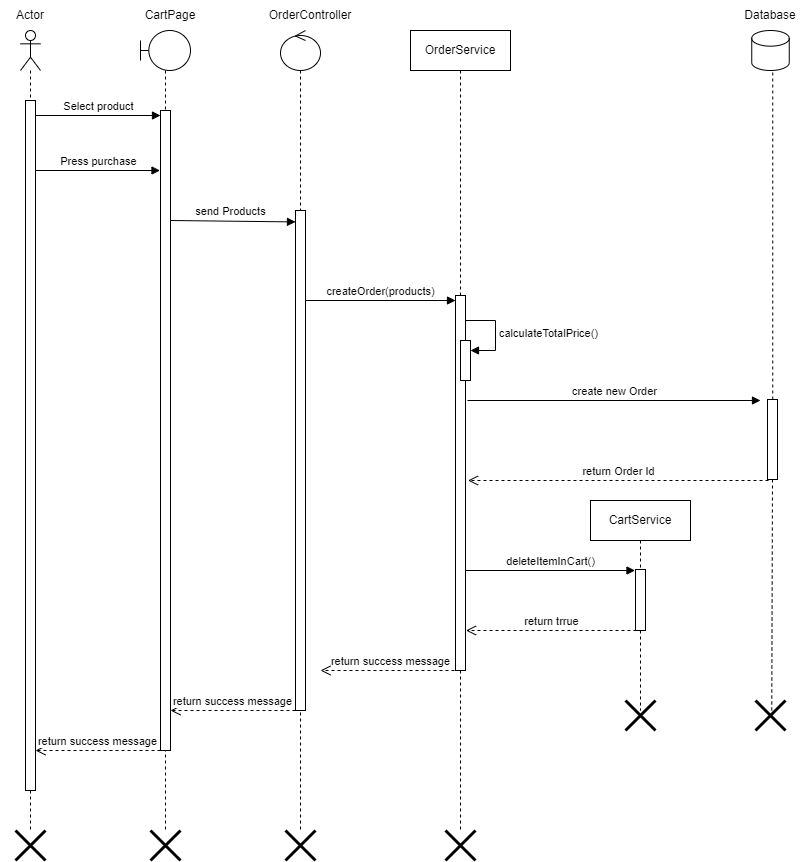 Actor
CartPage
OrderController
Database
OrderService
Select product
Press purchase
send Products
createOrder(products)
calculateTotalPrice()
create new Order
return Order Id
CartService
deleteItemInCart()
return trrue
return success message
return success message
return success message